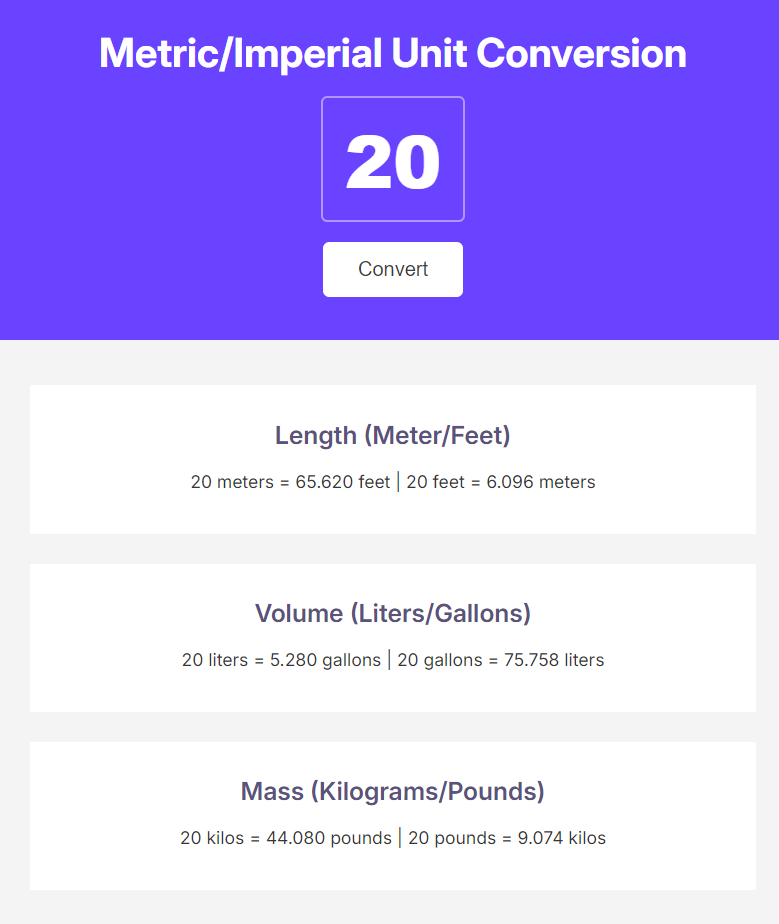 Metric/Imperial Unit Conversion
20
Convert
Length (Meter/Feet)
20 meters = 65.620 feet | 20 feet = 6.096 meters
Volume (Liters/Gallons)
20 liters = 5.280 gallons | 20 gallons = 75.758 liters
Mass (Kilograms/Pounds)
20 kilos = 44.080 pounds | 20 pounds = 9.074 kilos